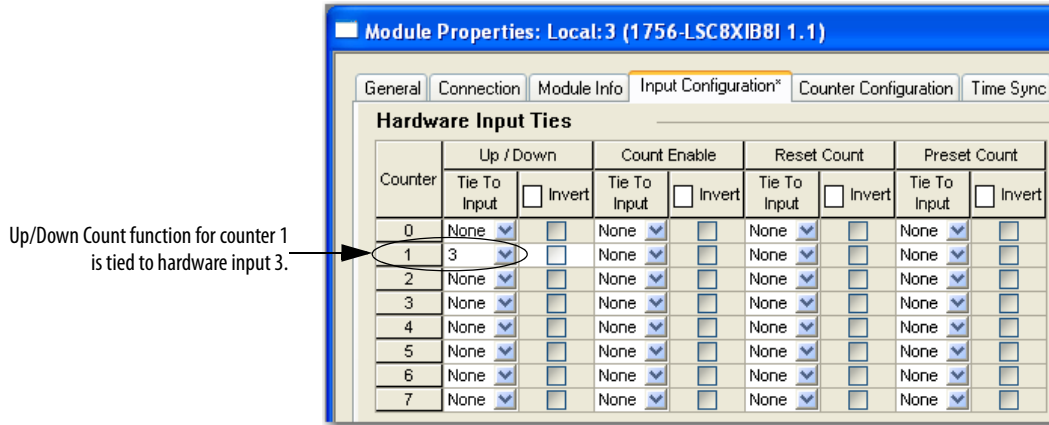 Module Properties: Local:3 (1756-LSC8XIB8I 1.1)
General Connection Module Info Input Configuration* Counter Configuration Time Sync
Hardware Input Ties
Counter Up / Down Count Enable Reset Count Preset Count
Tie To Input Invert Tie To Input Invert Tie To Input Invert Tie To Input Invert
0 None None None None
Up/Down Count function for counter 1
is tied to hardware input 3.
1 3 None None None
2 None None None None
3 None None None None
4 None None None None
5 None None None None
6 None None None None
7 None None None None